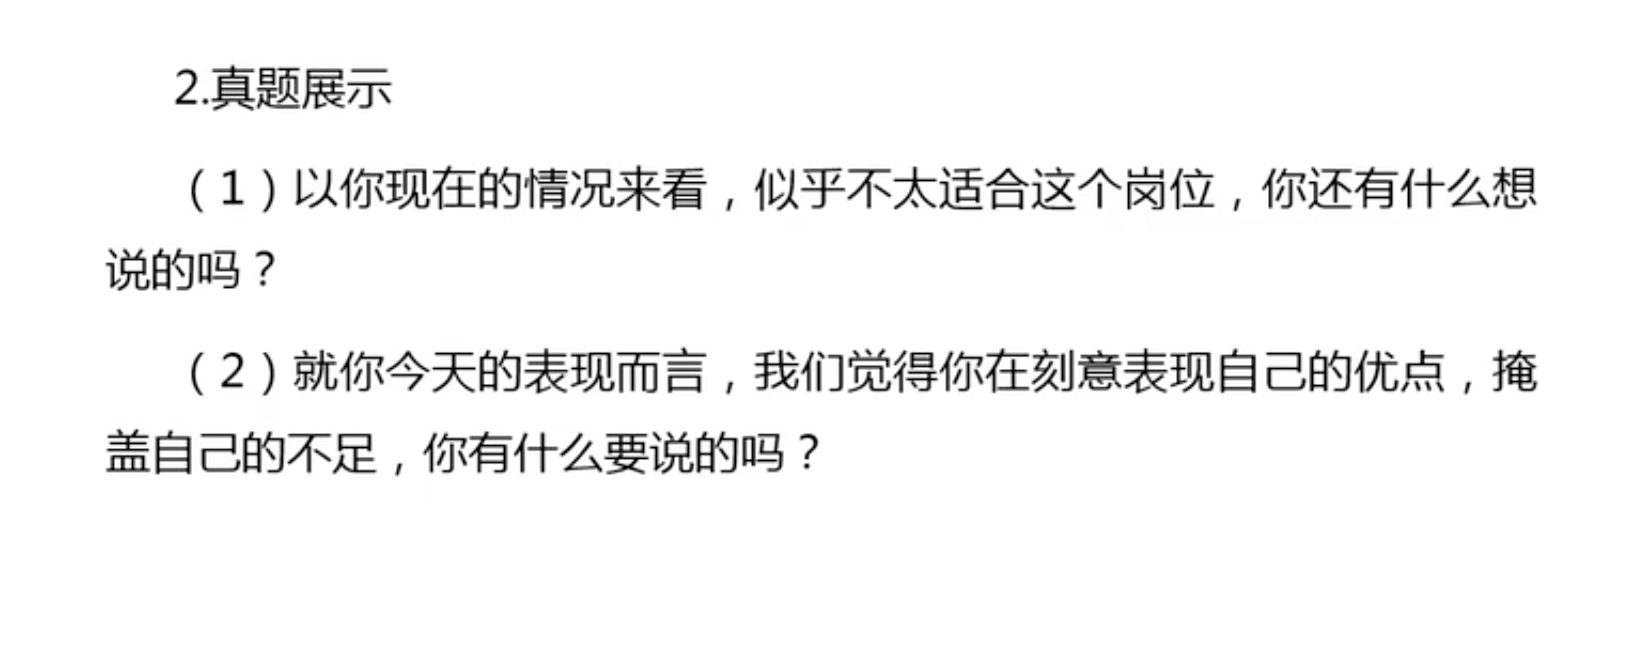 2.真题展示
（1）以你现在的情况来看，似乎不太适合这个岗位，你还有什么想
说的吗？
（2）就你今天的表现而言，我们觉得你在刻意表现自己的优点，掩
盖自己的不足，你有什么要说的吗？